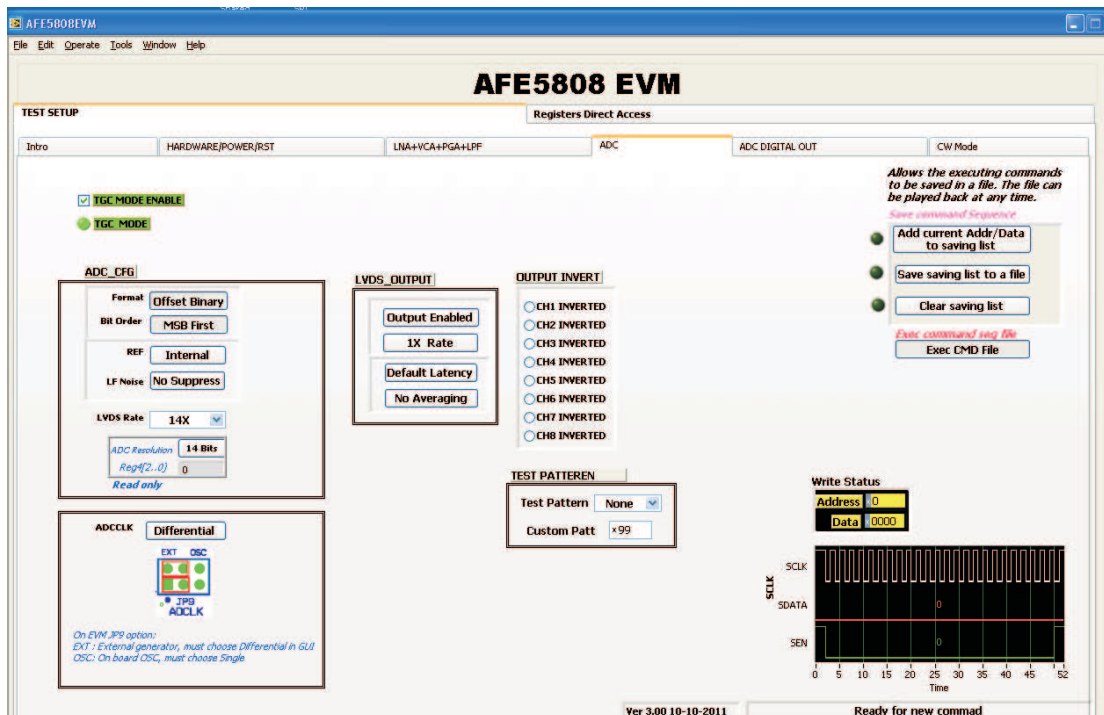 AFE5808EVM
File Edit Operate Tools Window Help
AFE5808 EVM
TEST SETUP
Registers Direct Access
Intro
HARDWARE/POWER/RST
LNA+VCA+PGA+LPF
ADC
ADC DIGITAL OUT
CW Mode
TGC MODE ENABLE
TGC MODE
Allows the executing commands
to be saved in a file. The file can
be played back at any time.
Save command Sequence
Add current Addr/Data
to saving list
Save saving list to a file
Clear saving list
Exec command seq file
Exec CMD File
ADC_CFG
Format Offset Binary
Bit Order MSB First
REF Internal
LF Noise No Suppress
LVDS Rate 14X
ADC Resolution 14 Bits
Reg4[2..0] 0
Read only
LVDS_OUTPUT
Output Enabled
1X Rate
Default Latency
No Averaging
OUTPUT INVERT
CH1 INVERTED
CH2 INVERTED
CH3 INVERTED
CH4 INVERTED
CH5 INVERTED
CH6 INVERTED
CH7 INVERTED
CH8 INVERTED
TEST PATTEREN
Test Pattern None
Custom Patt x99
ADCCLK Differential
EXT OSC
JP9
ADCLK
On EVM JP9 option:
EXT : External generator, must choose Differential in GUI
OSC: On board OSC, must choose Single
Write Status
Address 0
Data 0000
SCLK
SCLK
SDATA 0
SEN 0
0 5 10 15 20 25 30 35 40 45 52
Time
Ver 3.00 10-10-2011
Ready for new commad